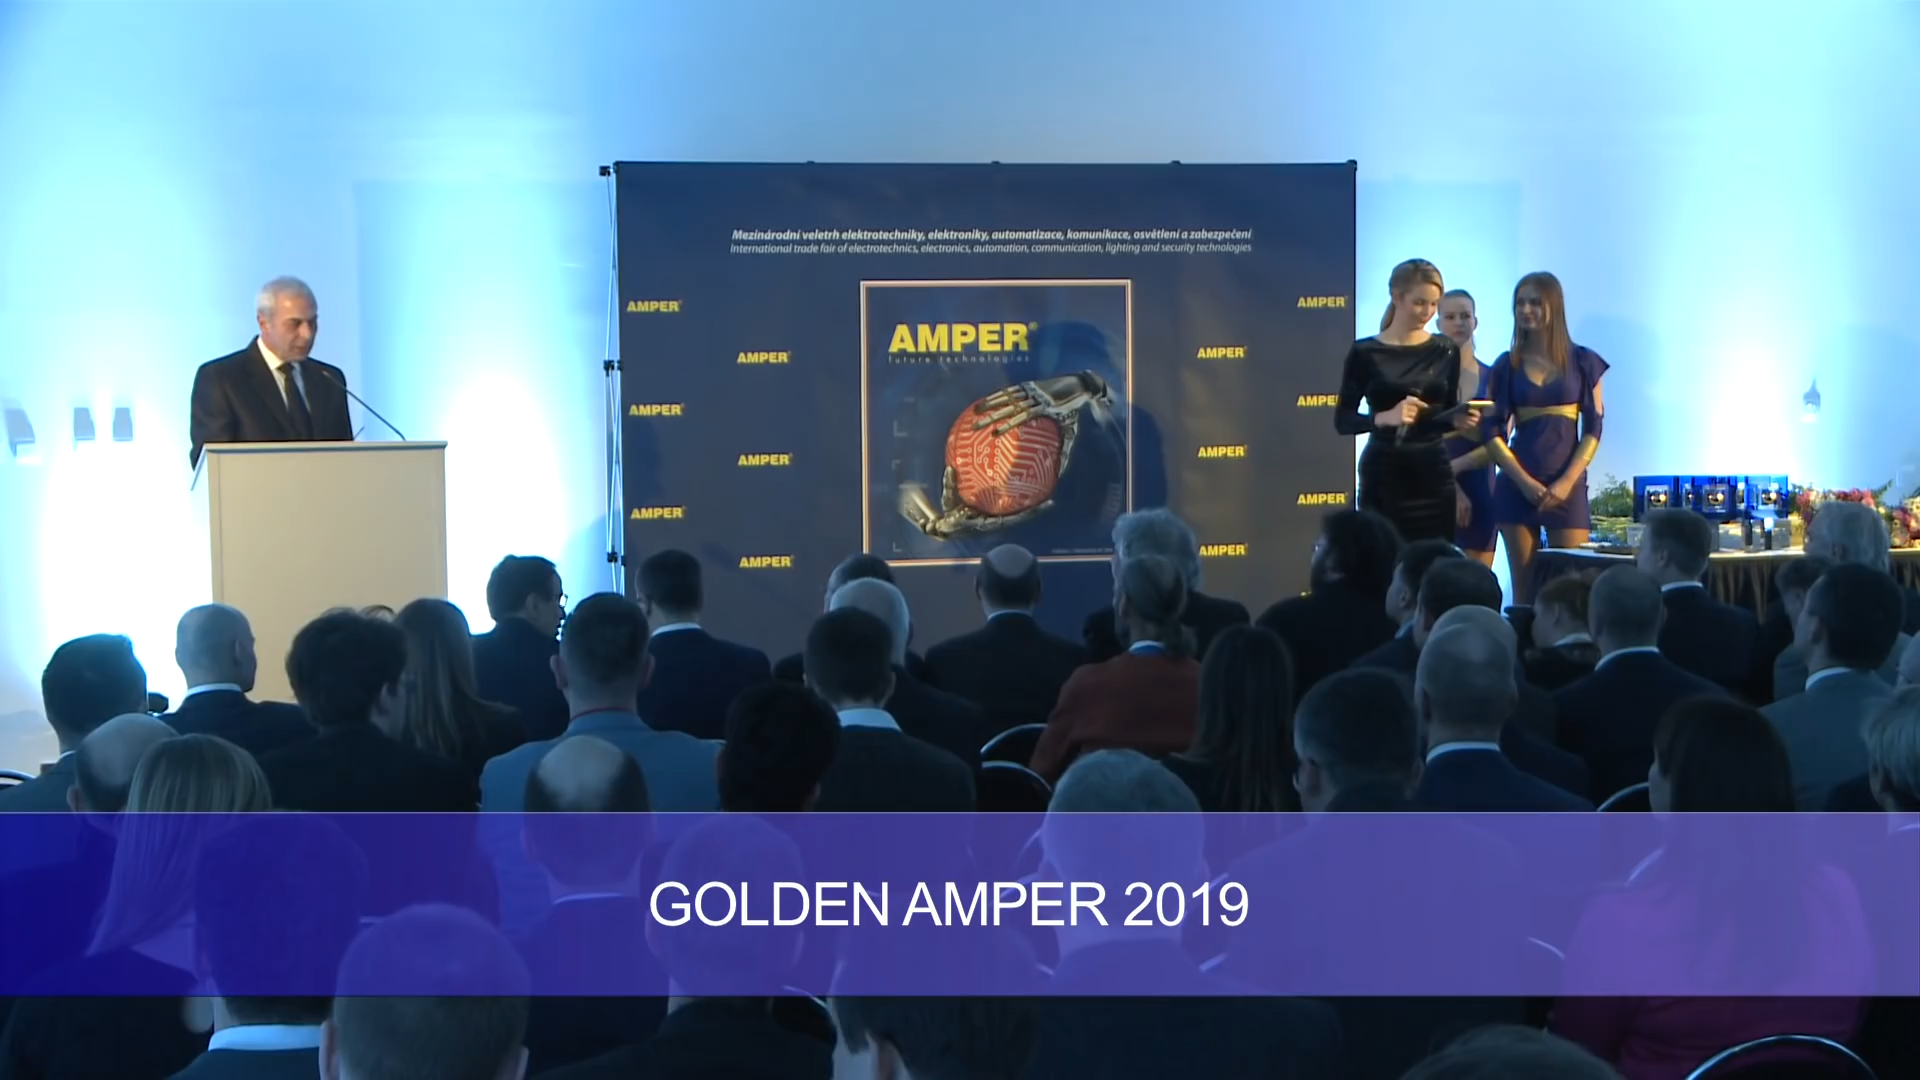 Mezinárodní veletrh elektrotechniky, elektroniky, automatizace, komunikace, osvětlení a zabezpečení
International trade fair of electrotechnics, electronics, automation, communication, lighting and security technologies
AMPER
AMPER
AMPER
AMPER
AMPER
AMPER
AMPER®
future technologies
AMPER
AMPER
AMPER
AMPER
AMPER
AMPER
GOLDEN AMPER 2019